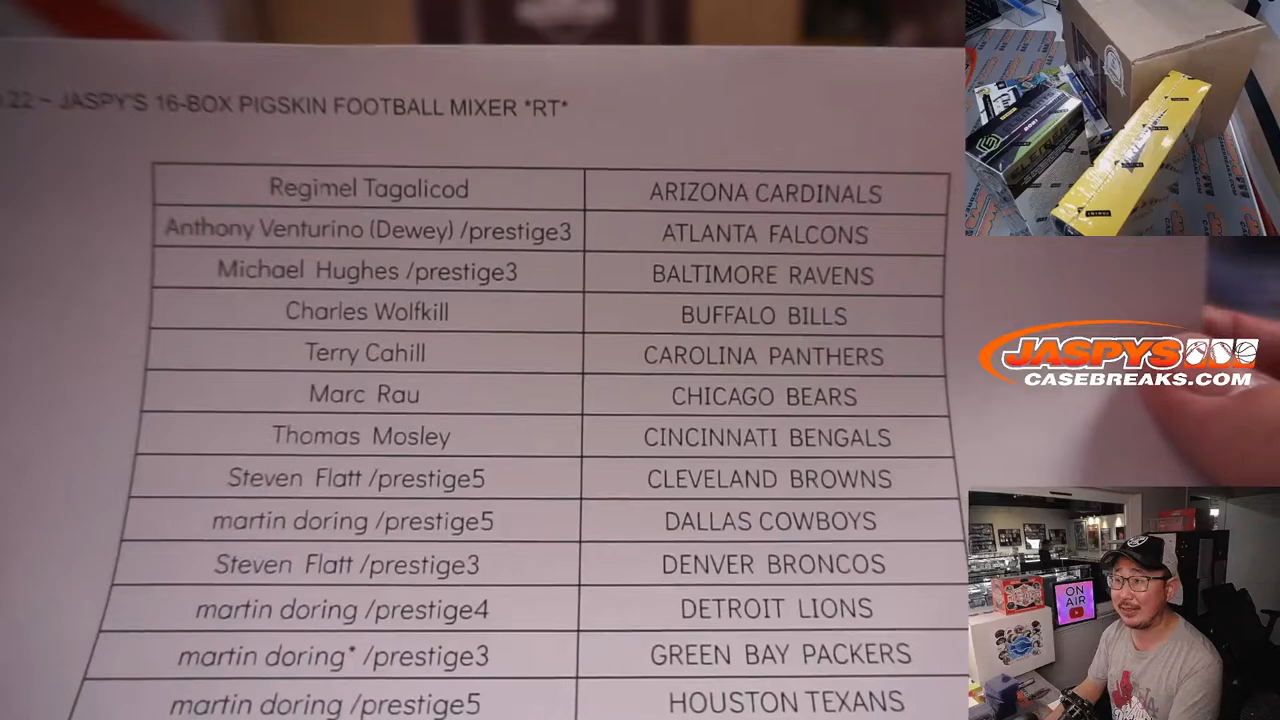 .22 ~ JASPY'S 16-BOX PIGSKIN FOOTBALL MIXER *RT*
Regimel Tagalicod ARIZONA CARDINALS
Anthony Venturino (Dewey) /prestige3 ATLANTA FALCONS
Michael Hughes /prestige3 BALTIMORE RAVENS
Charles Wolfkill BUFFALO BILLS
Terry Cahill CAROLINA PANTHERS
Marc Rau CHICAGO BEARS
Thomas Mosley CINCINNATI BENGALS
Steven Flatt /prestige5 CLEVELAND BROWNS
martin doring /prestige5 DALLAS COWBOYS
Steven Flatt /prestige3 DENVER BRONCOS
martin doring /prestige4 DETROIT LIONS
martin doring* /prestige3 GREEN BAY PACKERS
martin doring /prestige5 HOUSTON TEXANS
JASPYS
CASEBREAKS.COM
ON
AIR